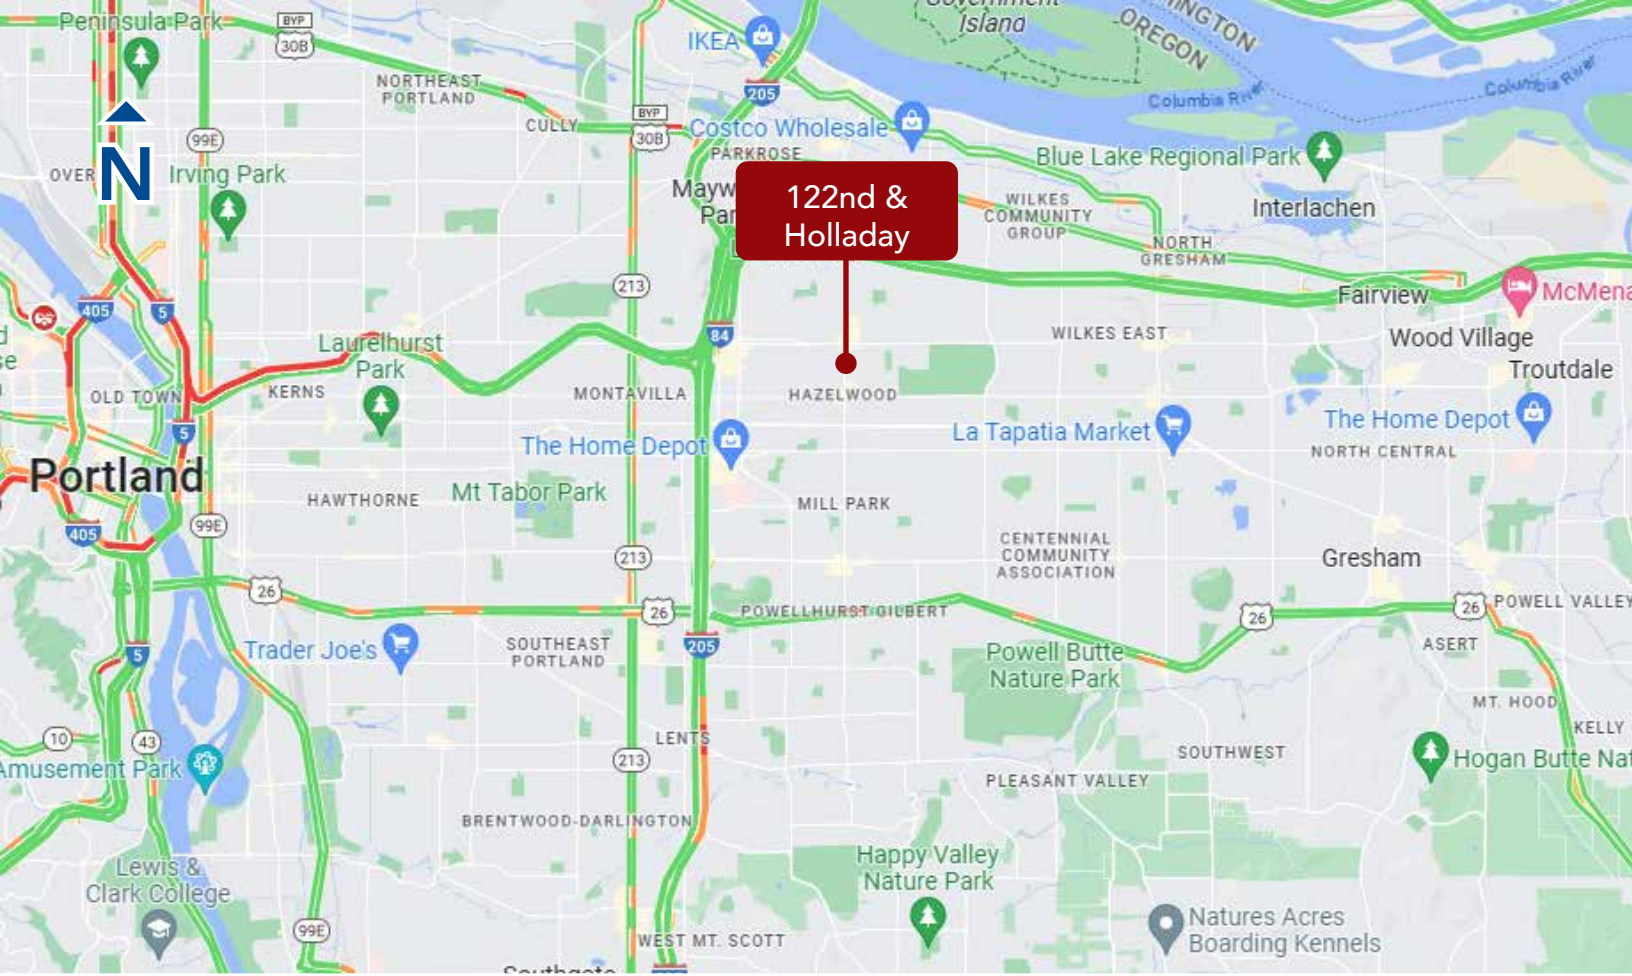 Peninsula Park
BYP
30B
IKEA
Government
Island
WASHINGTON
OREGON
NORTHEAST
PORTLAND
205
Columbia River
Columbia River
99E
CULLY
BYP
30B
Costco Wholesale
PARKROSE
Blue Lake Regional Park
OVER
N
Irving Park
122nd &
Holladay
WILKES
COMMUNITY
GROUP
Interlachen
NORTH
GRESHAM
405
5
213
Fairview
McMena
Laurelhurst
Park
84
WILKES EAST
Wood Village
Troutdale
OLD TOWN
KERNS
MONTAVILLA
HAZELWOOD
5
The Home Depot
La Tapatia Market
The Home Depot
NORTH CENTRAL
Portland
HAWTHORNE
Mt Tabor Park
MILL PARK
405
99E
213
CENTENNIAL
COMMUNITY
ASSOCIATION
Gresham
26
26
POWELLHURST GILBERT
26
26
POWELL VALLEY
5
Trader Joe's
SOUTHEAST
PORTLAND
205
Powell Butte
Nature Park
ASERT
MT. HOOD
10
43
LENTS
213
SOUTHWEST
KELLY
Amusement Park
PLEASANT VALLEY
Hogan Butte Nat
BRENTWOOD-DARLINGTON
Lewis &
Clark College
Happy Valley
Nature Park
99E
WEST MT. SCOTT
Natures Acres
Boarding Kennels